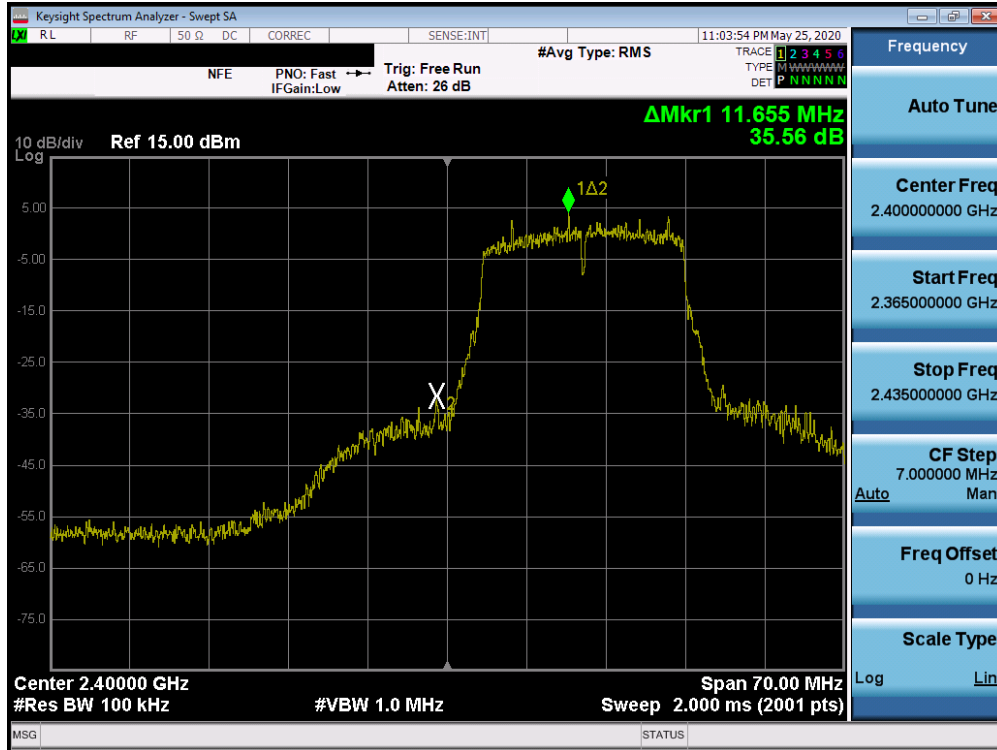 Keysight Spectrum Analyzer - Swept SA
LXI RL RF 50 Ω DC CORREC SENSE:INT 11:03:54 PM May 25, 2020
NFE PNO: Fast IFGain:Low Trig: Free Run Atten: 26 dB #Avg Type: RMS
TRACE 1 2 3 4 5 6
TYPE M W W W W W
DET P N N N N N
ΔMkr1 11.655 MHz
35.56 dB
10 dB/div Ref 15.00 dBm
Log
1Δ2
5.00
-5.00
-15.0
-25.0
X2
-35.0
-45.0
-55.0
-65.0
-75.0
Center 2.40000 GHz Span 70.00 MHz
#Res BW 100 kHz #VBW 1.0 MHz Sweep 2.000 ms (2001 pts)
MSG STATUS
Frequency
Auto Tune
Center Freq
2.400000000 GHz
Start Freq
2.365000000 GHz
Stop Freq
2.435000000 GHz
CF Step
7.000000 MHz
Auto Man
Freq Offset
0 Hz
Scale Type
Log Lin